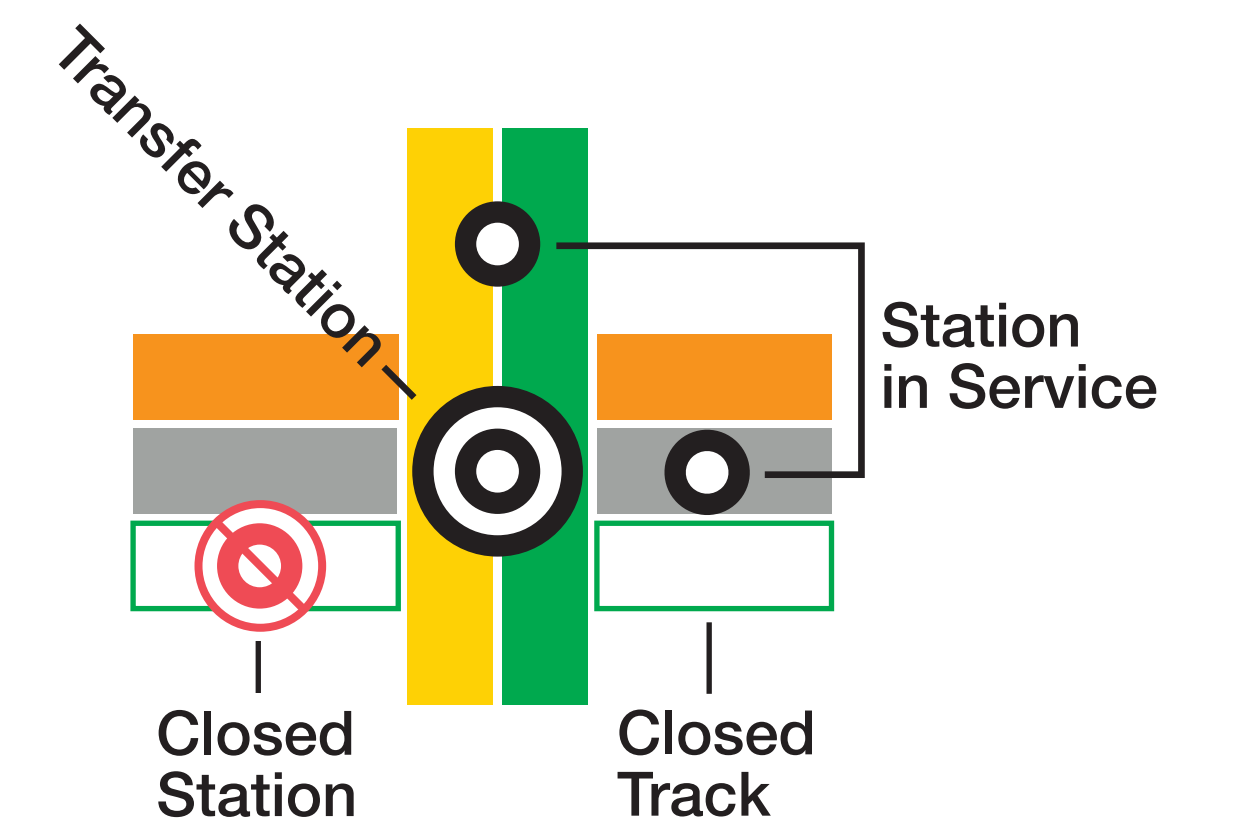 Transfer Station
Station
in Service
Closed
Station
Closed
Track